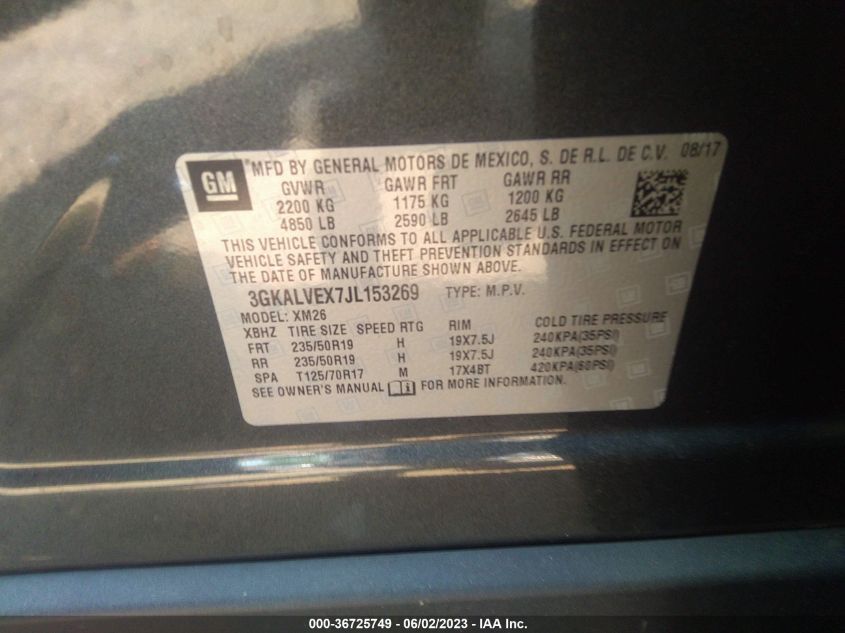 GM
MFD BY GENERAL MOTORS DE MEXICO, S. DE R.L. DE C.V. 08/17
GVWR GAWR FRT GAWR RR
2200 KG 1175 KG 1200 KG
4850 LB 2590 LB 2645 LB
THIS VEHICLE CONFORMS TO ALL APPLICABLE U.S. FEDERAL MOTOR
VEHICLE SAFETY AND THEFT PREVENTION STANDARDS IN EFFECT ON
THE DATE OF MANUFACTURE SHOWN ABOVE.
3GKALVEX7JL153269 TYPE: M.P.V.
MODEL: XM26
XBHZ TIRE SIZE SPEED RTG RIM COLD TIRE PRESSURE
FRT 235/50R19 H 19X7.5J 240KPA(35PSI)
RR 235/50R19 H 19X7.5J 240KPA(35PSI)
SPA T125/70R17 M 17X4BT 420KPA(60PSI)
SEE OWNER'S MANUAL FOR MORE INFORMATION
000-36725749 - 06/02/2023 - IAA Inc.